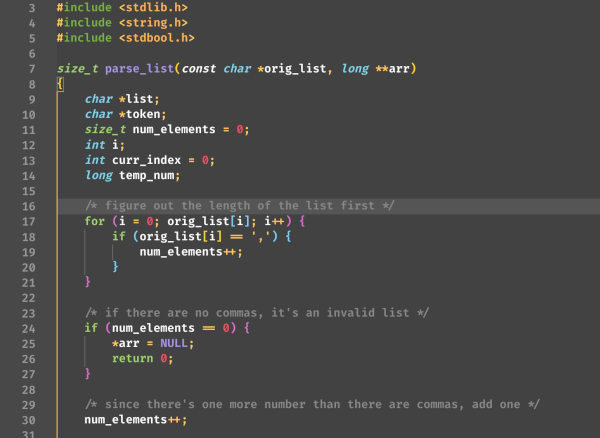 3 #include <stdlib.h>
4 #include <string.h>
5 #include <stdbool.h>
6
7 size_t parse_list(const char *orig_list, long **arr)
8 {
9     char *list;
10     char *token;
11     size_t num_elements = 0;
12     int i;
13     int curr_index = 0;
14     long temp_num;
15
16     /* figure out the length of the list first */
17     for (i = 0; orig_list[i]; i++) {
18         if (orig_list[i] == ',') {
19             num_elements++;
20         }
21     }
22
23     /* if there are no commas, it's an invalid list */
24     if (num_elements == 0) {
25         *arr = NULL;
26         return 0;
27     }
28
29     /* since there's one more number than there are commas, add one */
30     num_elements++;
31